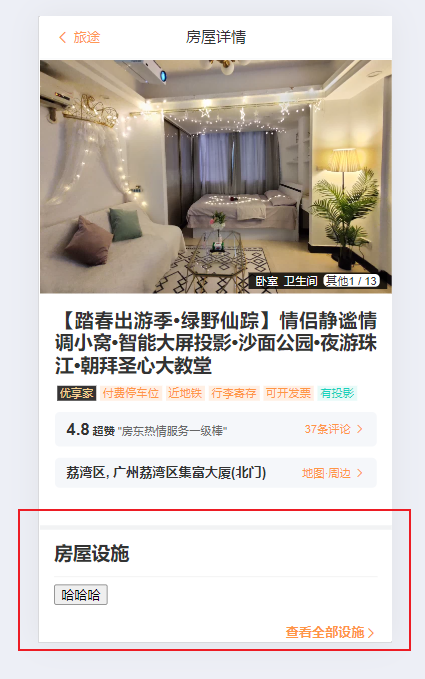 旅途
房屋详情
卧室 卫生间 其他1 / 13
【踏春出游季•绿野仙踪】情侣静谧情
调小窝•智能大屏投影•沙面公园•夜游珠
江•朝拜圣心大教堂
优享家 付费停车位 近地铁 行李寄存 可开发票 有投影
4.8 超赞 "房东热情服务一级棒" 37条评论
荔湾区, 广州荔湾区集富大厦(北门) 地图·周边
房屋设施
哈哈哈
查看全部设施